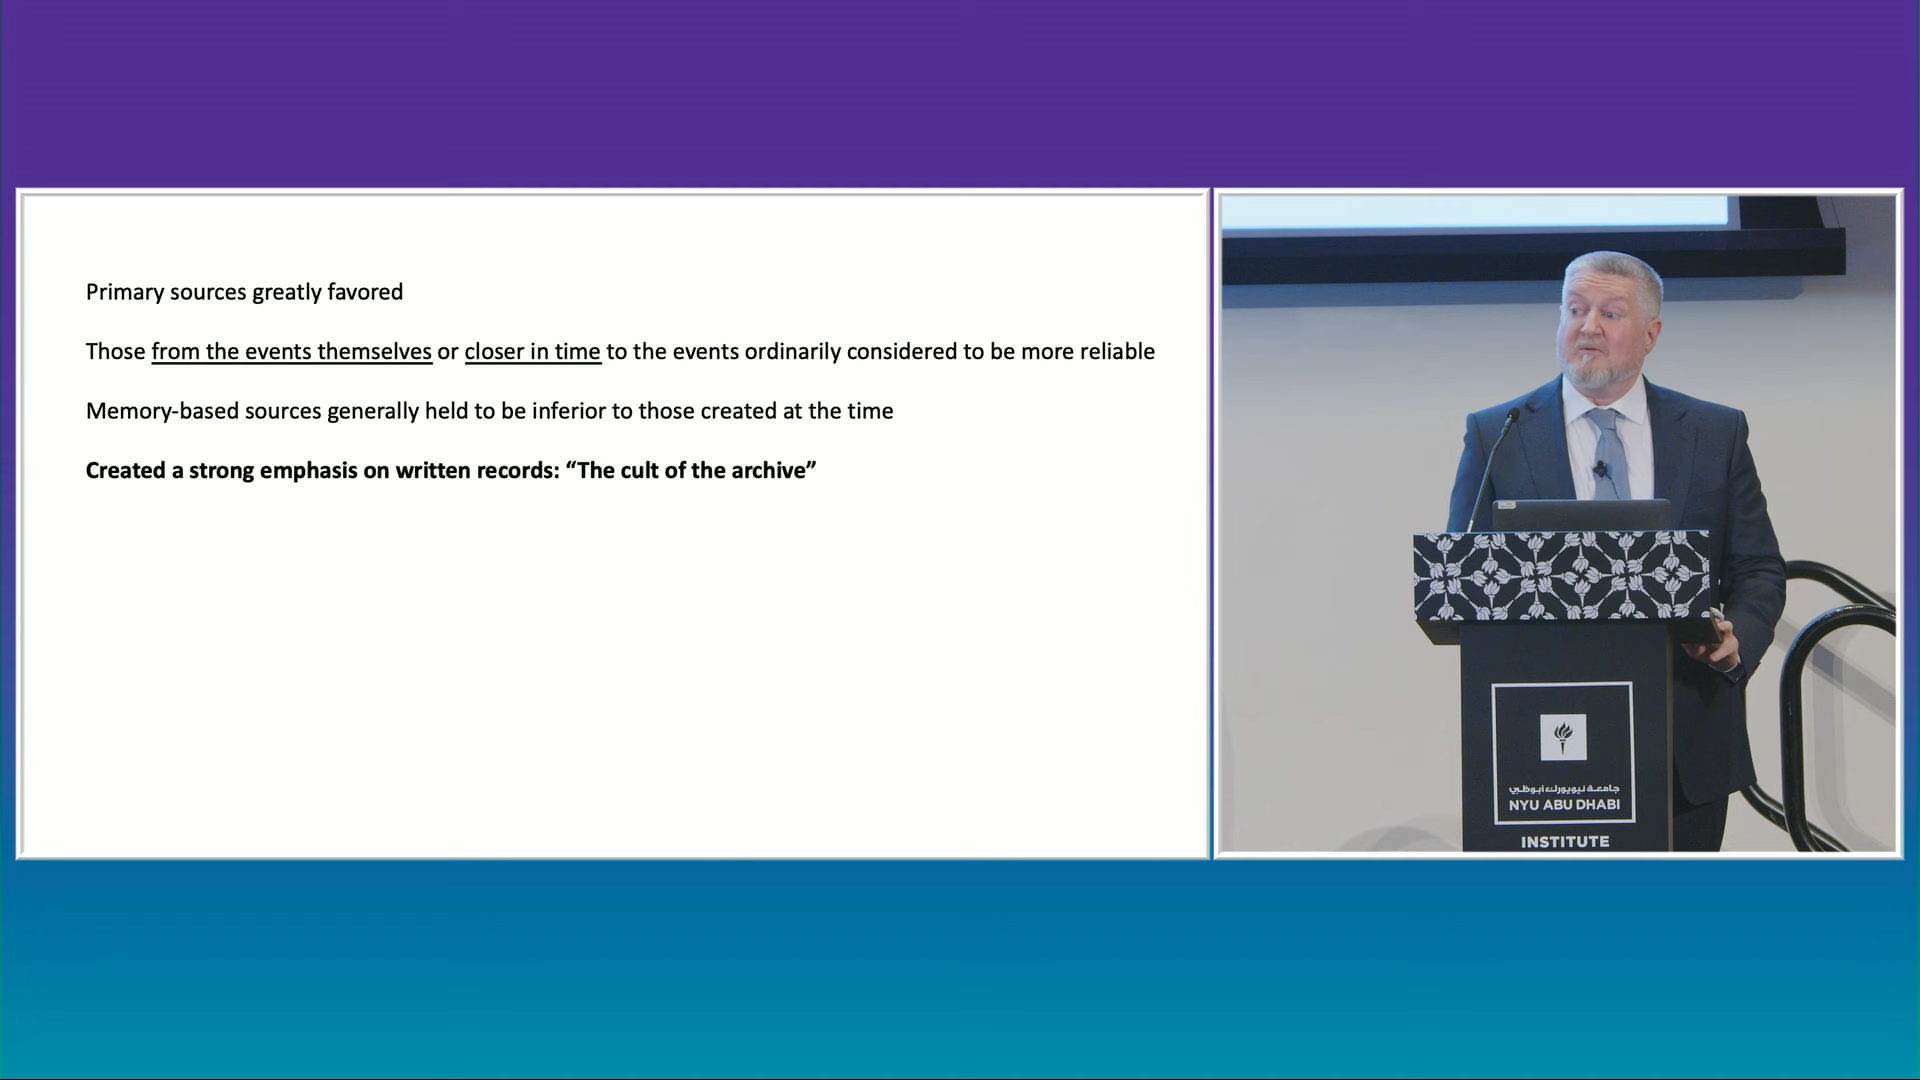 Primary sources greatly favored
Those from the events themselves or closer in time to the events ordinarily considered to be more reliable
Memory-based sources generally held to be inferior to those created at the time
Created a strong emphasis on written records: “The cult of the archive”
جامعة نيويورك أبوظبي
NYU ABU DHABI
INSTITUTE